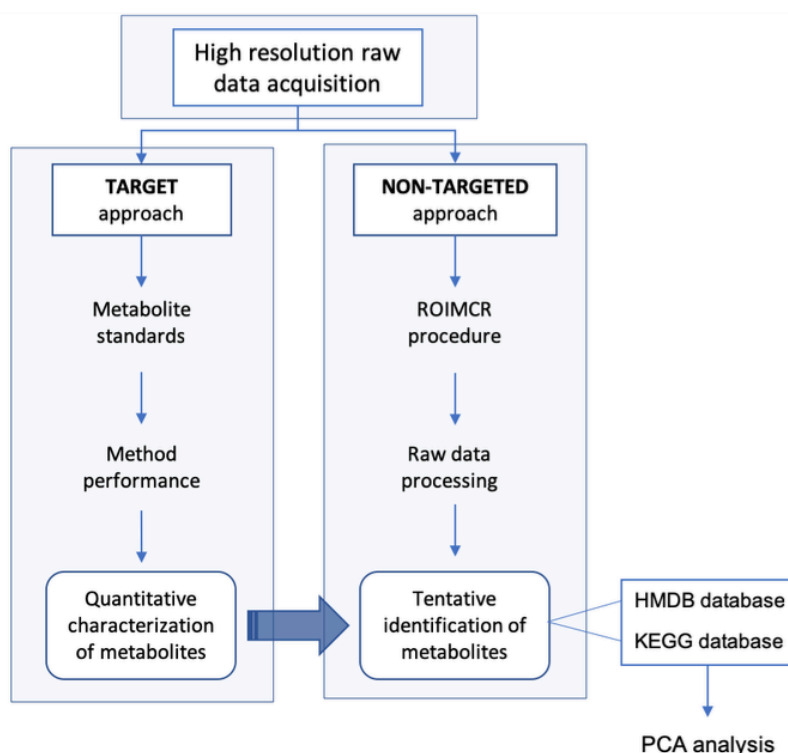 High resolution raw
data acquisition
TARGET
approach
Metabolite
standards
Method
performance
Quantitative
characterization
of metabolites
NON-TARGETED
approach
ROIMCR
procedure
Raw data
processing
Tentative
identification of
metabolites
HMDB database
KEGG database
PCA analysis